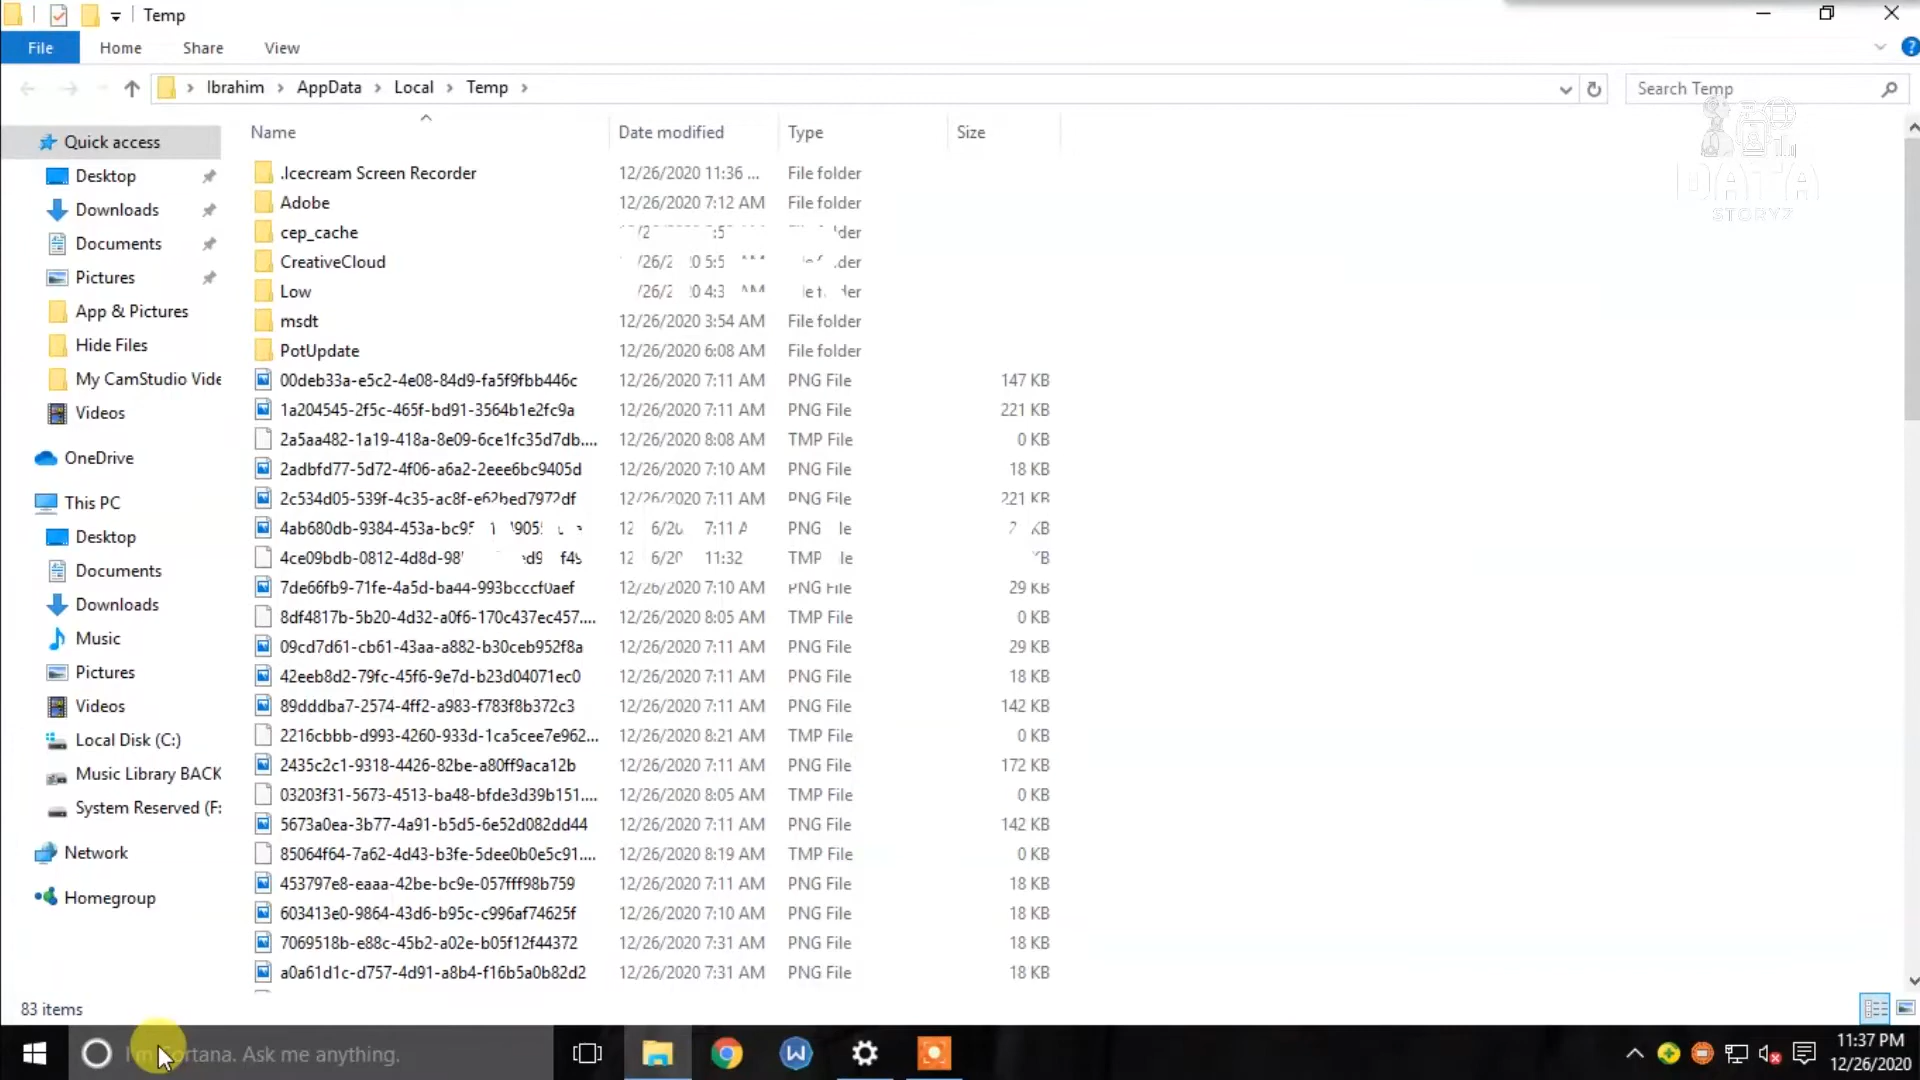 Temp
File Home Share View
Ibrahim AppData Local Temp
Search Temp
DATA
STORYZ
Name Date modified Type Size
Quick access
Desktop
Downloads
Documents
Pictures
App & Pictures
Hide Files
My CamStudio Vide
Videos
OneDrive
This PC
Desktop
Documents
Downloads
Music
Pictures
Videos
Local Disk (C:)
Music Library BACK
System Reserved (F:
Network
Homegroup
.Icecream Screen Recorder 12/26/2020 11:36 ... File folder
Adobe 12/26/2020 7:12 AM File folder
cep_cache
CreativeCloud
Low
msdt 12/26/2020 3:54 AM File folder
PotUpdate 12/26/2020 6:08 AM File folder
00deb33a-e5c2-4e08-84d9-fa5f9fbb446c 12/26/2020 7:11 AM PNG File 147 KB
1a204545-2f5c-465f-bd91-3564b1e2fc9a 12/26/2020 7:11 AM PNG File 221 KB
2a5aa482-1a19-418a-8e09-6ce1fc35d7db.... 12/26/2020 8:08 AM TMP File 0 KB
2adbfd77-5d72-4f06-a6a2-2eee6bc9405d 12/26/2020 7:10 AM PNG File 18 KB
2c534d05-539f-4c35-ac8f-e62bed7972df 12/26/2020 7:11 AM PNG File 221 KB
PNG
TMP
7de66fb9-71fe-4a5d-ba44-993bcccf0aef 12/26/2020 7:10 AM PNG File 29 KB
8df4817b-5b20-4d32-a0f6-170c437ec457.... 12/26/2020 8:05 AM TMP File 0 KB
09cd7d61-cb61-43aa-a882-b30ceb952f8a 12/26/2020 7:11 AM PNG File 29 KB
42eeb8d2-79fc-45f6-9e7d-b23d04071ec0 12/26/2020 7:11 AM PNG File 18 KB
89dddba7-2574-4ff2-a983-f783f8b372c3 12/26/2020 7:11 AM PNG File 142 KB
2216cbbb-d993-4260-933d-1ca5cee7e962... 12/26/2020 8:21 AM TMP File 0 KB
2435c2c1-9318-4426-82be-a80ff9aca12b 12/26/2020 7:11 AM PNG File 172 KB
03203f31-5673-4513-ba48-bfde3d39b151.... 12/26/2020 8:05 AM TMP File 0 KB
5673a0ea-3b77-4a91-b5d5-6e52d082dd44 12/26/2020 7:11 AM PNG File 142 KB
85064f64-7a62-4d43-b3fe-5dee0b0e5c91.... 12/26/2020 8:19 AM TMP File 0 KB
453797e8-eaaa-42be-bc9e-057fff98b759 12/26/2020 7:11 AM PNG File 18 KB
603413e0-9864-43d6-b95c-c996af74625f 12/26/2020 7:10 AM PNG File 18 KB
7069518b-e88c-45b2-a02e-b05f12f44372 12/26/2020 7:31 AM PNG File 18 KB
a0a61d1c-d757-4d91-a8b4-f16b5a0b82d2 12/26/2020 7:31 AM PNG File 18 KB
83 items
I'm Cortana. Ask me anything.
11:37 PM
12/26/2020